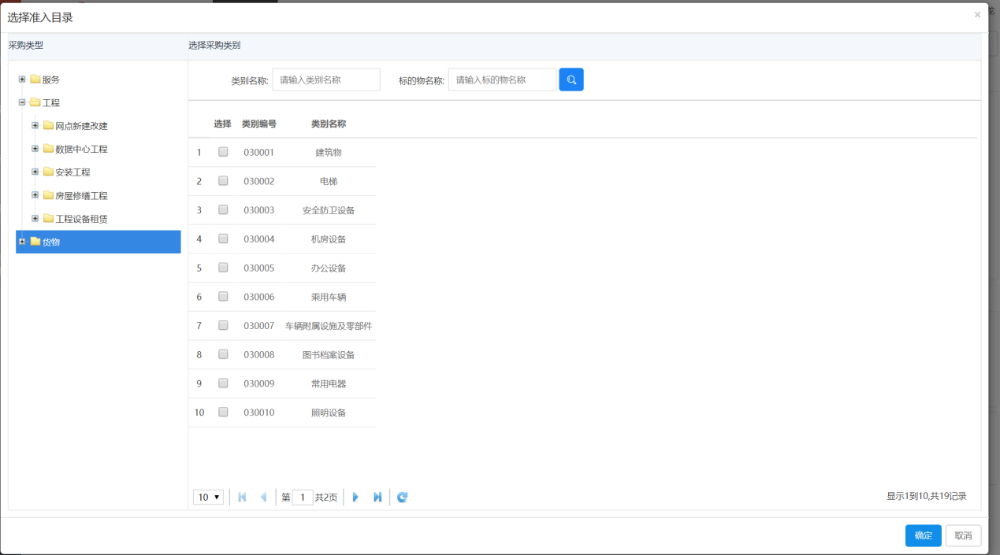 选择准入目录
×
采购类型
选择采购类别
服务
工程
网点新建改建
数据中心工程
安装工程
房屋修缮工程
工程设备租赁
货物
类别名称: 请输入类别名称 标的物名称: 请输入标的物名称
选择 类别编号 类别名称
1 030001 建筑物
2 030002 电梯
3 030003 安全防卫设备
4 030004 机房设备
5 030005 办公设备
6 030006 乘用车辆
7 030007 车辆附属设施及零部件
8 030008 图书档案设备
9 030009 常用电器
10 030010 照明设备
10 第 1 共2页
显示1到10,共19记录
确定 取消